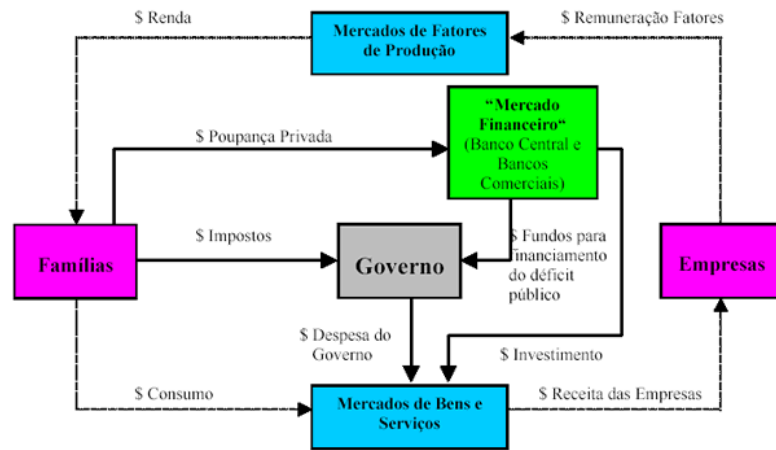 $ Renda
Mercados de Fatores
de Produção
$ Remuneração Fatores
“Mercado
Financeiro“
(Banco Central e
Bancos
Comerciais)
$ Poupança Privada
Famílias
$ Impostos
Governo
$ Fundos para
financiamento
do déficit
público
Empresas
$ Despesa do
Governo
$ Investimento
$ Consumo
Mercados de Bens e
Serviços
$ Receita das Empresas